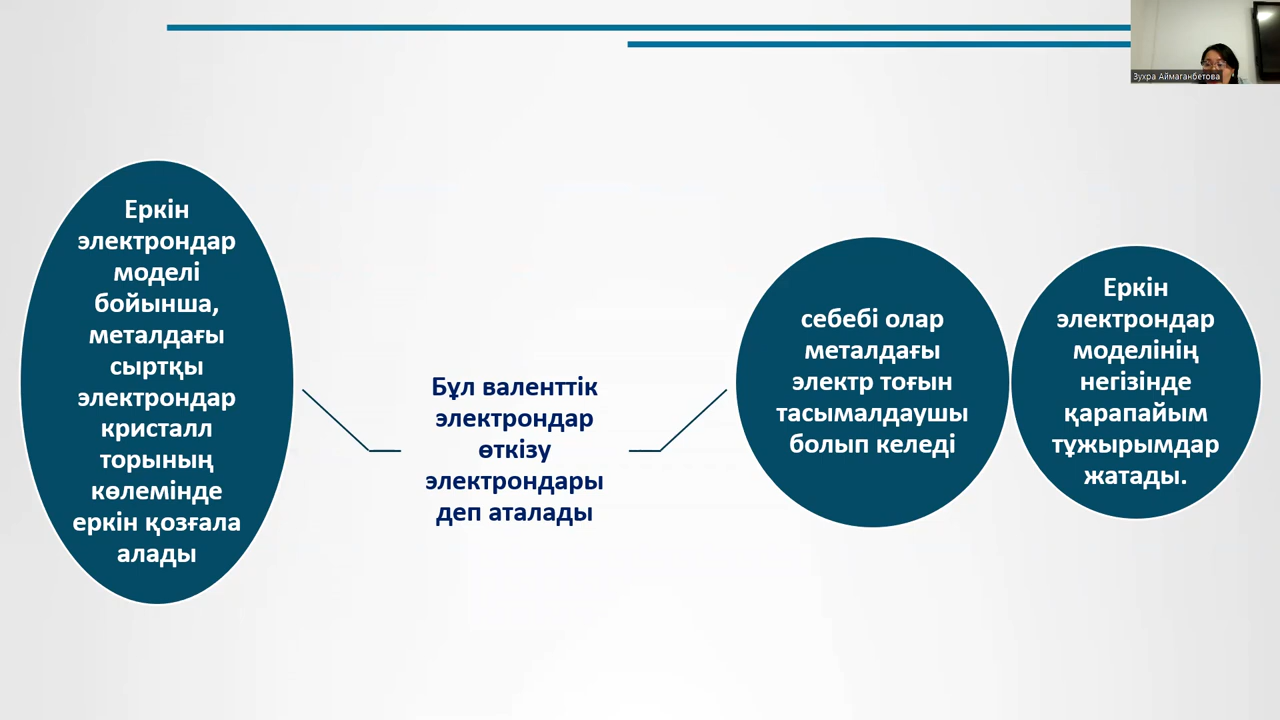 Зухра Аймаганбетова
Еркін
электрондар
моделі
бойынша,
металдағы
сыртқы
электрондар
кристалл
торының
көлемінде
еркін қозғала
алады
Бұл валенттік
электрондар
өткізу
электрондары
деп аталады
себебі олар
металдағы
электр тоғын
тасымалдаушы
болып келеді
Еркін
электрондар
моделінің
негізінде
қарапайым
тұжырымдар
жатады.